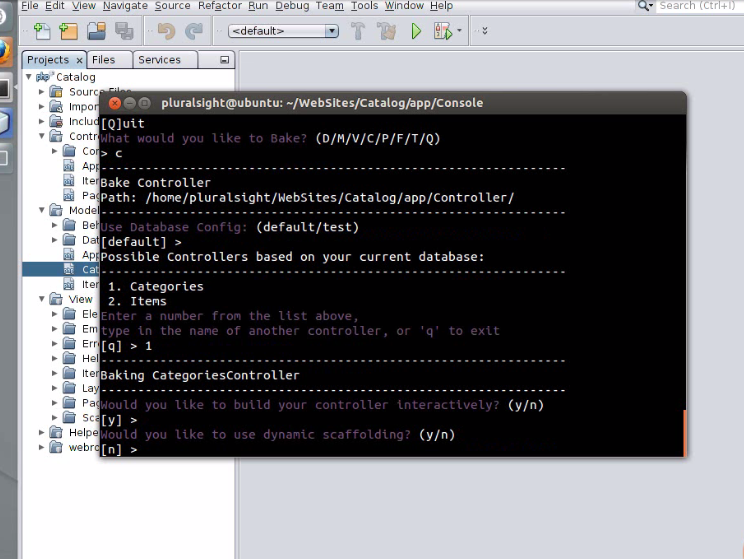 File Edit View Navigate Source Refactor Run Debug Team Tools Window Help
Search (Ctrl+I)
<default>
Projects × Files Services
Catalog
Source Files
Impor
Includ
Contr
Con
App
Iten
Pag
Model
Beh
Dat
App
Cat
Iten
View
Ele
Em
Err
Hel
Iten
Lay
Pag
Sca
Helpe
webro
pluralsight@ubuntu: ~/WebSites/Catalog/app/Console
[Q]uit
What would you like to Bake? (D/M/V/C/P/F/T/Q)
> c
---------------------------------------------------------------
Bake Controller
Path: /home/pluralsight/WebSites/Catalog/app/Controller/
---------------------------------------------------------------
Use Database Config: (default/test)
[default] >
Possible Controllers based on your current database:
---------------------------------------------------------------
1. Categories
2. Items
Enter a number from the list above,
type in the name of another controller, or 'q' to exit
[q] > 1
---------------------------------------------------------------
Baking CategoriesController
---------------------------------------------------------------
Would you like to build your controller interactively? (y/n)
[y] >
Would you like to use dynamic scaffolding? (y/n)
[n] >